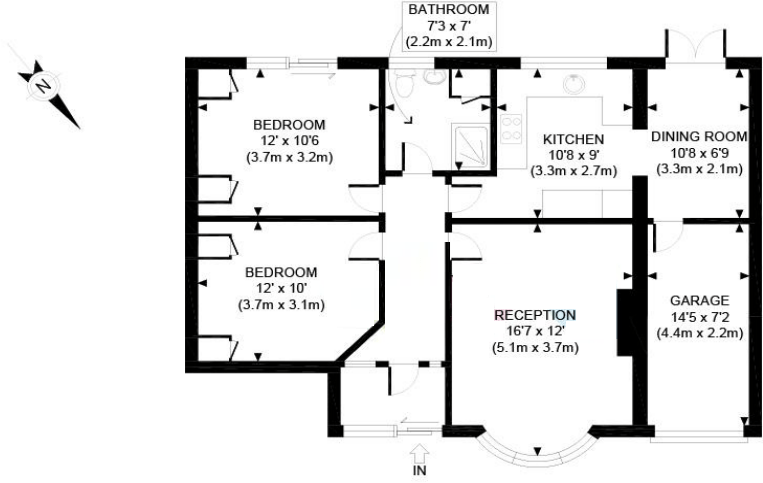 BATHROOM
7'3 x 7'
(2.2m x 2.1m)
N
BEDROOM
12' x 10'6
(3.7m x 3.2m)
KITCHEN
10'8 x 9'
(3.3m x 2.7m)
DINING ROOM
10'8 x 6'9
(3.3m x 2.1m)
BEDROOM
12' x 10'
(3.7m x 3.1m)
RECEPTION
16'7 x 12'
(5.1m x 3.7m)
GARAGE
14'5 x 7'2
(4.4m x 2.2m)
IN